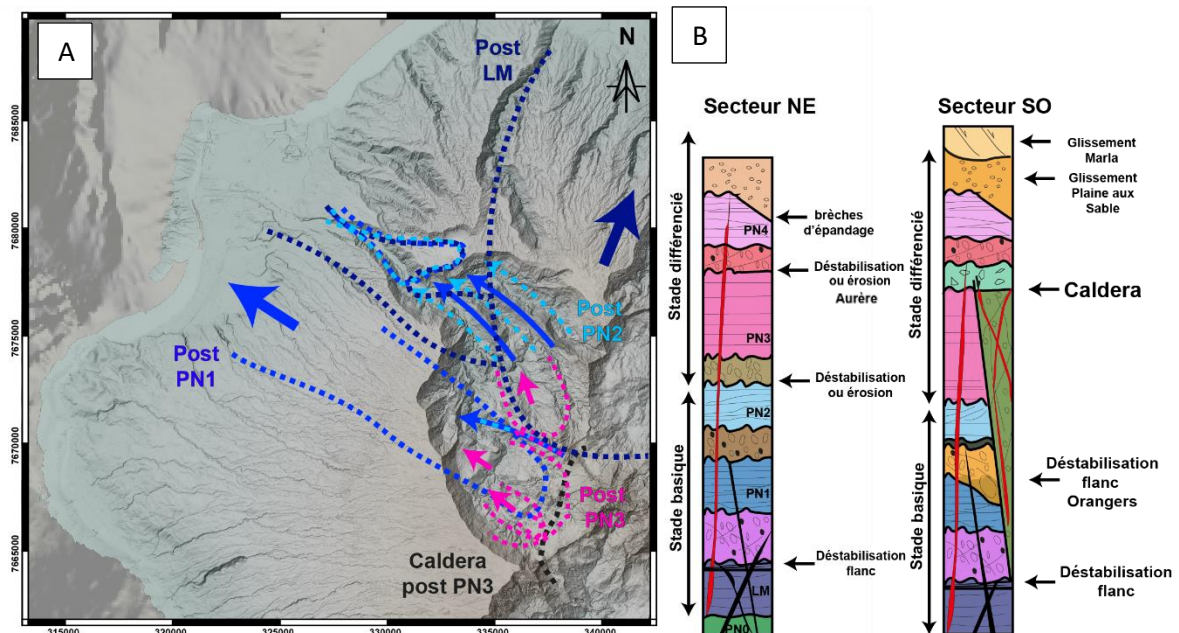 A
Post
LM
N
Post
PN1
Post
PN2
Post
PN3
Caldera
post PN3
7685000
7680000
7675000
7670000
7665000
315000
320000
325000
330000
335000
340000
B
Secteur NE
Stade différencié
Stade basique
PN4
PN3
PN2
PN1
LM
PN0
brèches
d'épandage
Déstabilisation
ou érosion
Aurère
Déstabilisation
ou érosion
Déstabilisation
flanc
Secteur SO
Stade différencié
Stade basique
Glissement
Marla
Glissement
Plaine aux
Sable
Caldera
Déstabilisation
flanc
Orangers
Déstabilisation
flanc